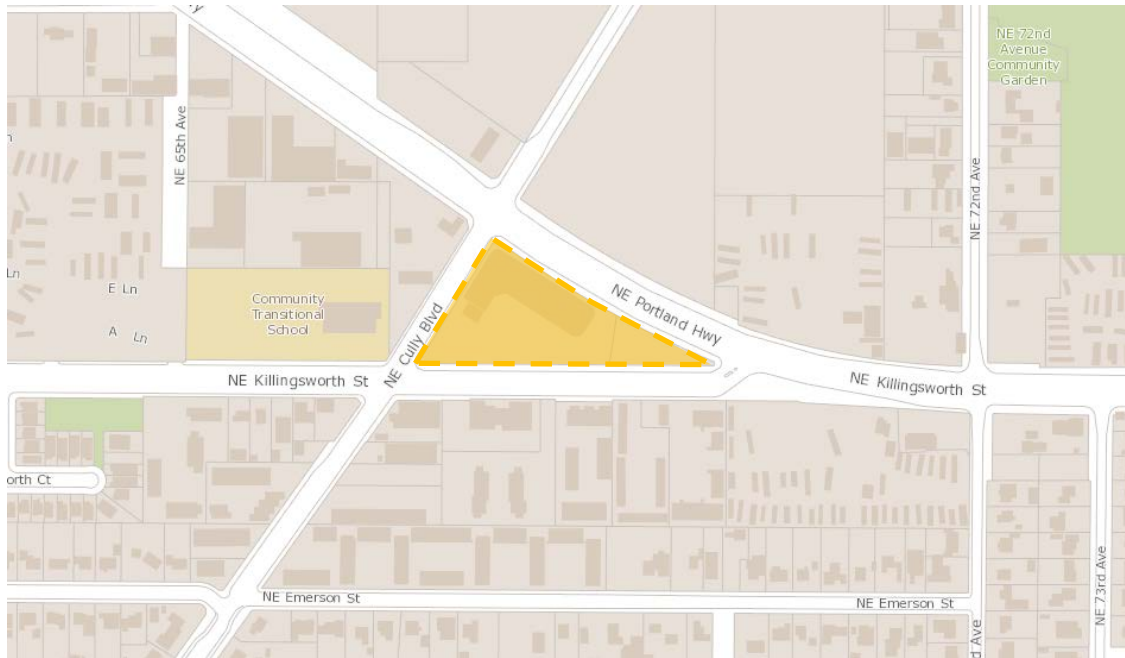 NE 72nd
Avenue
Community
Garden
NE 65th Ave
NE 72nd Ave
Ln
E Ln
A Ln
Community
Transitional
School
NE Cully Blvd
NE Portland Hwy
NE Killingsworth St
NE Killingsworth St
orth Ct
NE Emerson St
NE Emerson St
NE 73rd Ave
d Ave